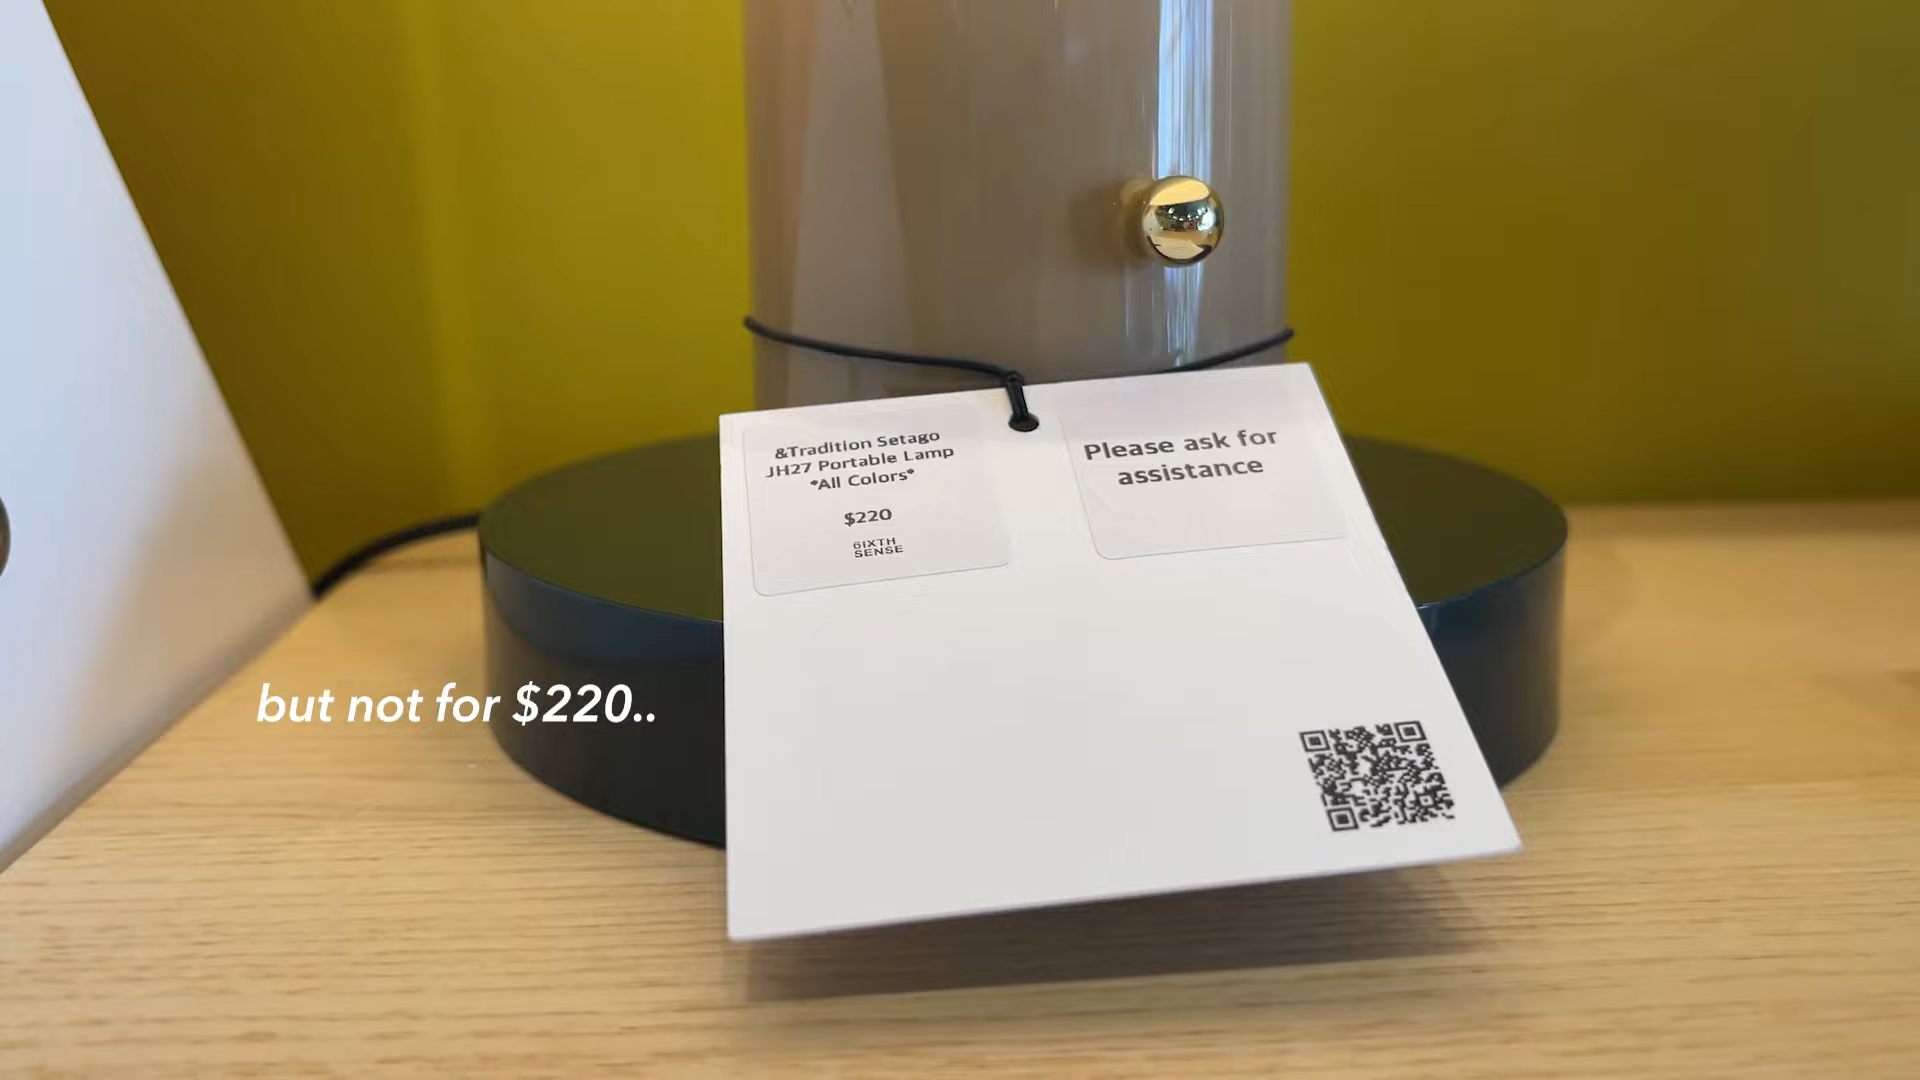 &Tradition Setago
JH27 Portable Lamp
*All Colors*
$220
6IXTH
SENSE
Please ask for
assistance
but not for $220..